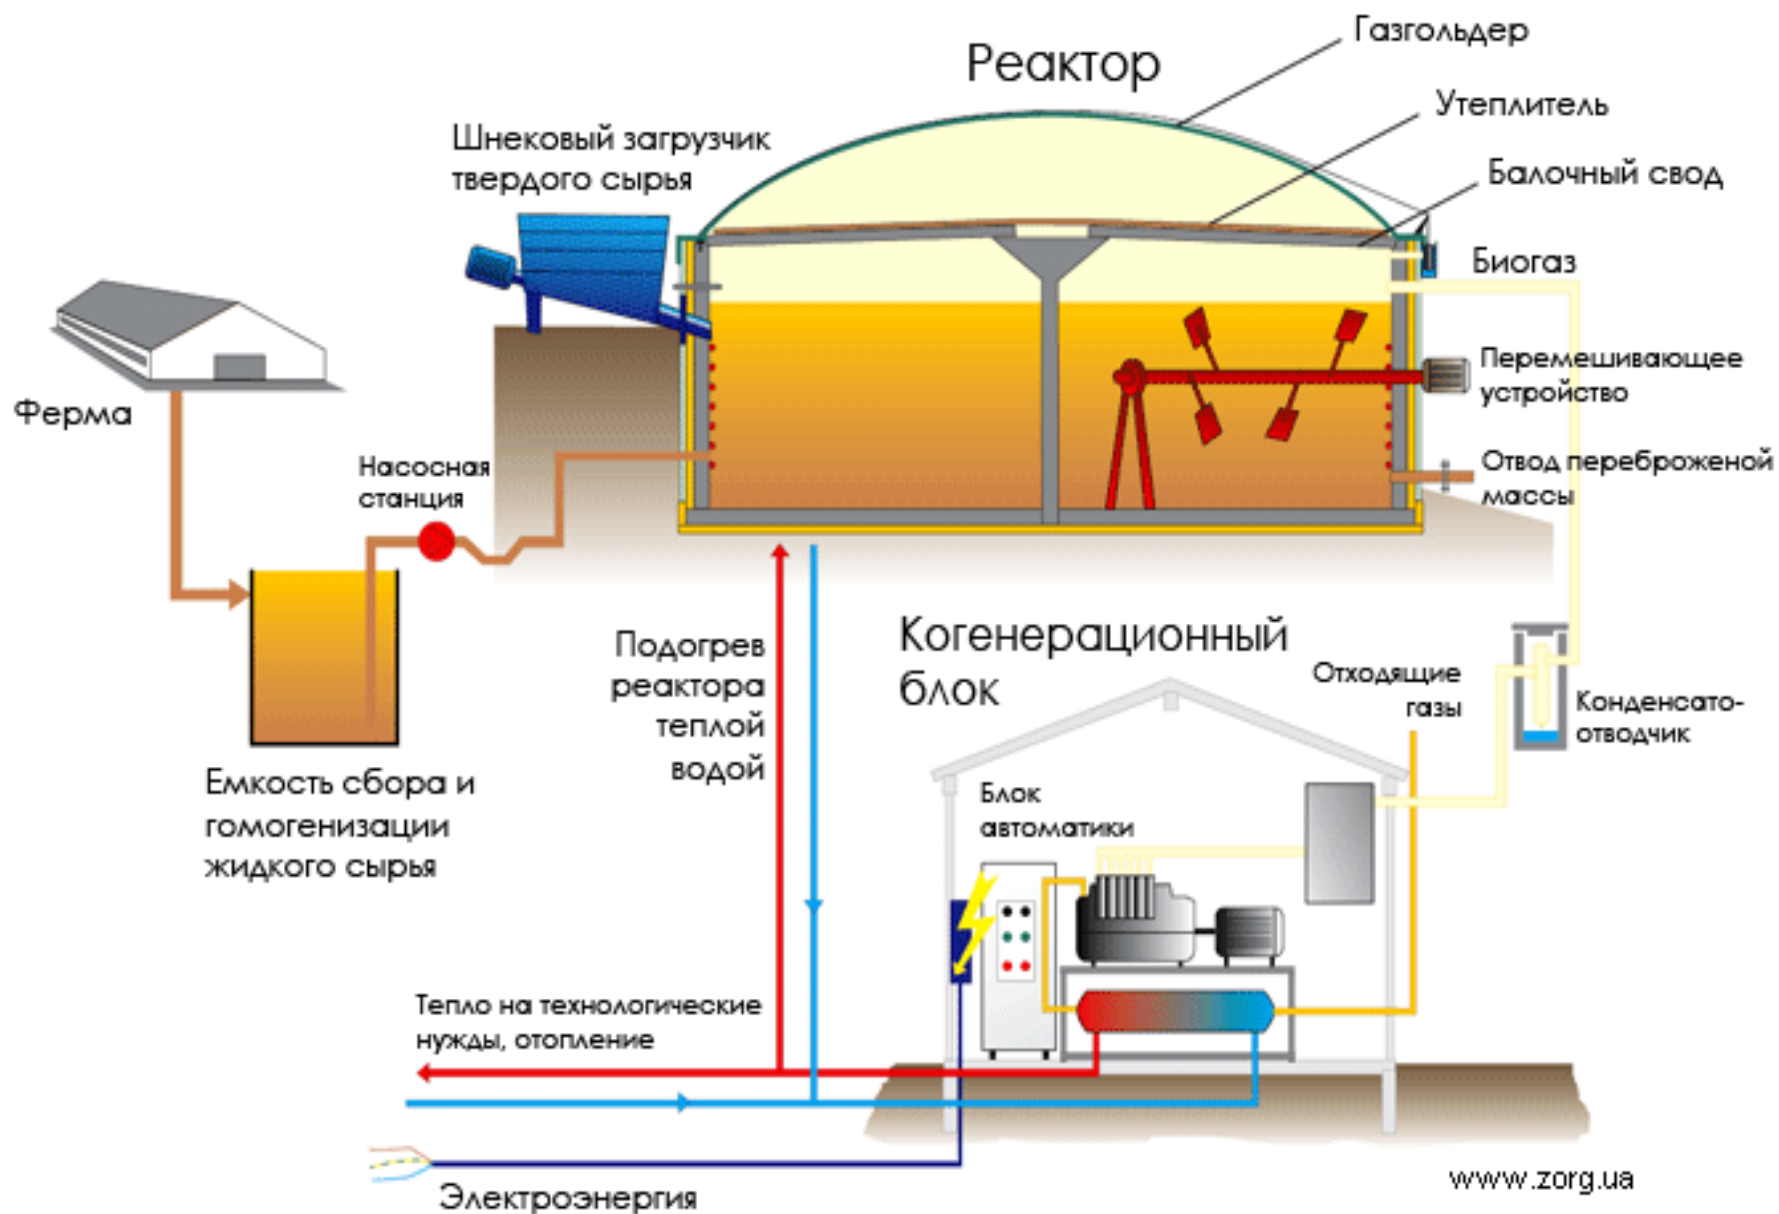 Газгольдер
Реактор
Утеплитель
Шнековый загрузчик
твердого сырья
Балочный свод
Биогаз
Перемешивающее
устройство
Ферма
Насосная
станция
Отвод переброженой
массы
Подогрев
реактора
теплой
водой
Когенерационный
блок
Отходящие
газы
Конденсато-
отводчик
Емкость сбора и
гомогенизации
жидкого сырья
Блок
автоматики
Тепло на технологические
нужды, отопление
Электроэнергия
www.zorg.ua